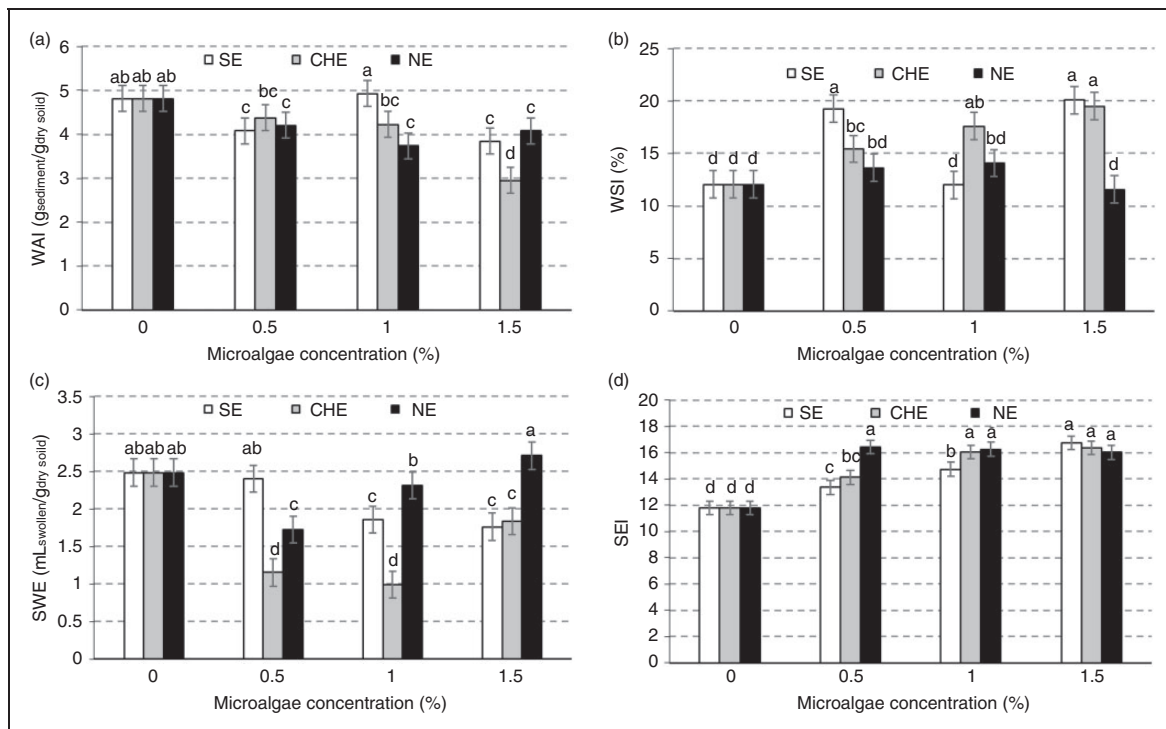 (a)
6
5
4
3
2
1
0
WAI (gsediment/gdry soild)
SE CHE NE
ab ab ab
c bc c
a bc c
c d c
0 0.5 1 1.5
Microalgae concentration (%)
(b)
25
20
15
10
5
0
WSI (%)
SE CHE NE
d d d
a bc bd
d ab bd
a a d
0 0.5 1 1.5
Microalgae concentration (%)
(c)
3.5
3
2.5
2
1.5
1
0.5
0
SWE (mLswollen/gdry soild)
SE CHE NE
ab ab ab
ab d c
c d b
c c a
0 0.5 1 1.5
Microalgae concentration (%)
(d)
20
18
16
14
12
10
8
6
4
2
0
SEI
SE CHE NE
d d d
c bc a
b a a
a a a
0 0.5 1 1.5
Microalgae concentration (%)